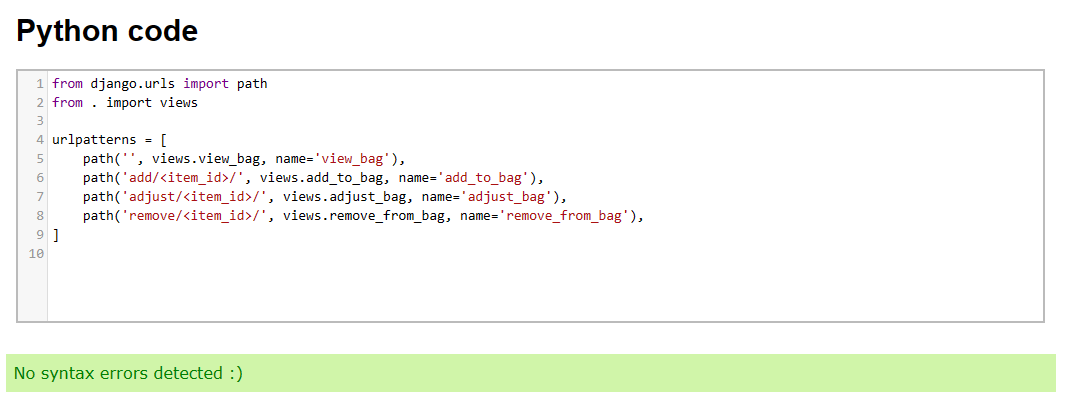 Python code
1 from django.urls import path
2 from . import views
3
4 urlpatterns = [
5     path('', views.view_bag, name='view_bag'),
6     path('add/<item_id>/', views.add_to_bag, name='add_to_bag'),
7     path('adjust/<item_id>/', views.adjust_bag, name='adjust_bag'),
8     path('remove/<item_id>/', views.remove_from_bag, name='remove_from_bag'),
9 ]
10
No syntax errors detected :)